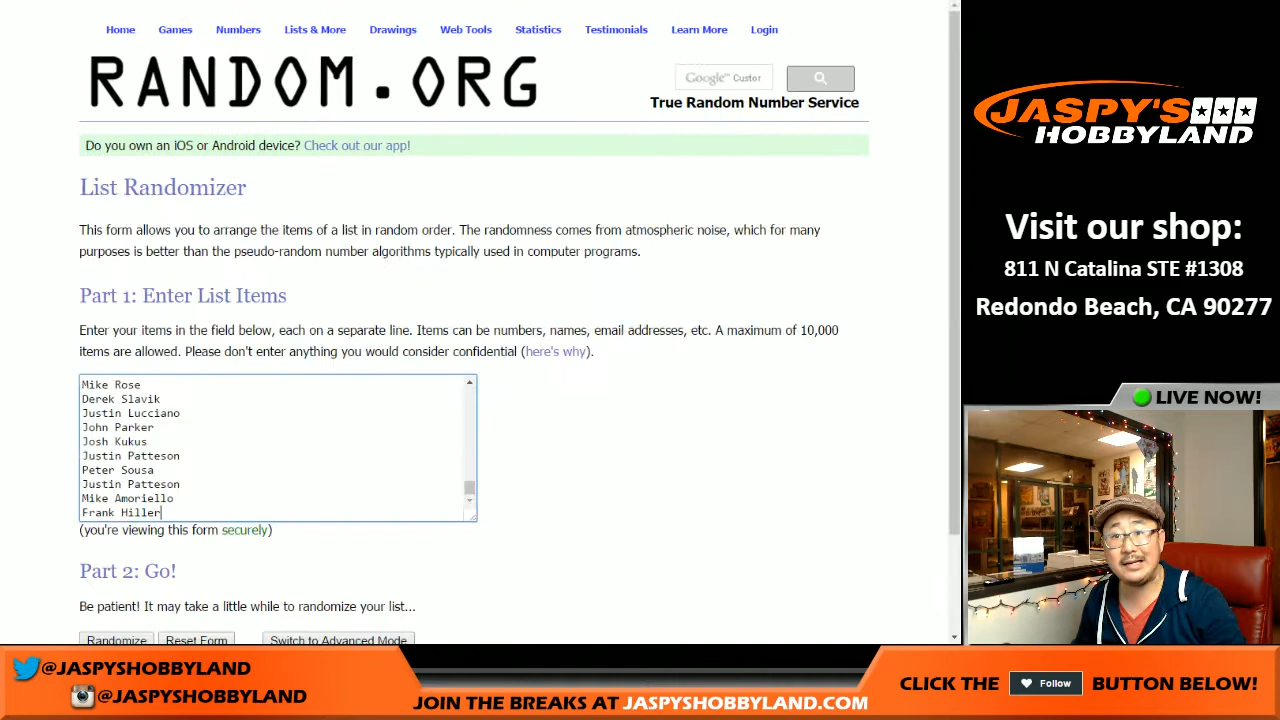 Home Games Numbers Lists & More Drawings Web Tools Statistics Testimonials Learn More Login
RANDOM.ORG
Google™ Custor
True Random Number Service
Do you own an iOS or Android device? Check out our app!
List Randomizer
This form allows you to arrange the items of a list in random order. The randomness comes from atmospheric noise, which for many
purposes is better than the pseudo-random number algorithms typically used in computer programs.
Part 1: Enter List Items
Enter your items in the field below, each on a separate line. Items can be numbers, names, email addresses, etc. A maximum of 10,000
items are allowed. Please don't enter anything you would consider confidential (here's why).
Mike Rose
Derek Slavik
Justin Lucciano
John Parker
Josh Kukus
Justin Patteson
Peter Sousa
Justin Patteson
Mike Amoriello
Frank Hiller
(you're viewing this form securely)
Part 2: Go!
Be patient! It may take a little while to randomize your list...
Randomize Reset Form Switch to Advanced Mode
JASPY'S
HOBBYLAND
Visit our shop:
811 N Catalina STE #1308
Redondo Beach, CA 90277
LIVE NOW!
@JASPYSHOBBYLAND
@JASPYSHOBBYLAND
JOIN THE BREAKS AT JASPYSHOBBYLAND.COM
CLICK THE Follow BUTTON BELOW!